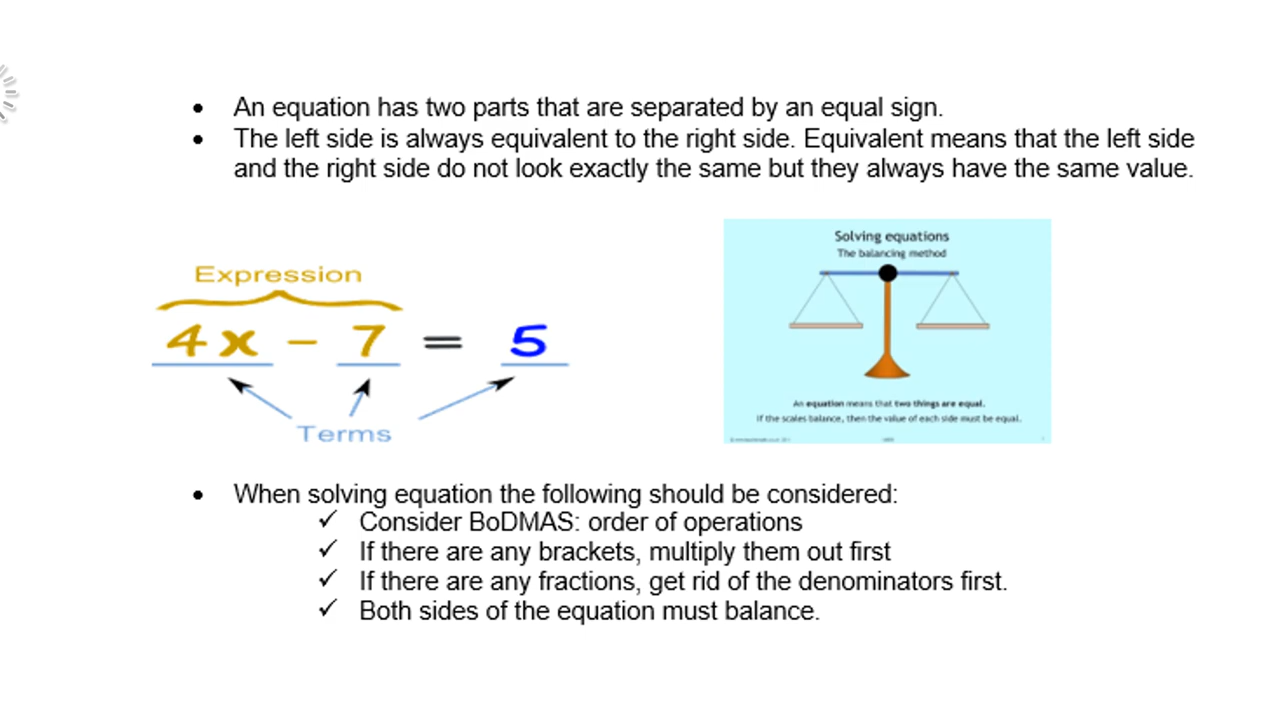 • An equation has two parts that are separated by an equal sign.
• The left side is always equivalent to the right side. Equivalent means that the left side
and the right side do not look exactly the same but they always have the same value.
Expression
4x − 7 = 5
Terms
Solving equations
The balancing method
An equation means that two things are equal.
If the scales balance, then the value of each side must be equal.
• When solving equation the following should be considered:
✓ Consider BoDMAS: order of operations
✓ If there are any brackets, multiply them out first
✓ If there are any fractions, get rid of the denominators first.
✓ Both sides of the equation must balance.